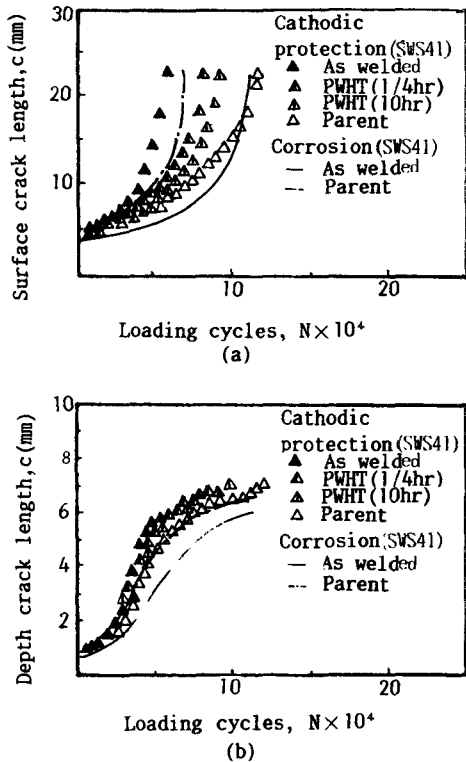 (a)
30
20
10
10
20
Surface crack length,c(mm)
Loading cycles, N×10⁴
(a)
Cathodic
protection(SWS41)
As welded
PWHT(1/4hr)
PWHT(10hr)
Parent
Corrosion(SWS41)
As welded
Parent
10
8
6
4
2
10
20
Depth crack length,c(mm)
Loading cycles, N×10⁴
(b)
Cathodic
protection(SWS41)
As welded
PWHT(1/4hr)
PWHT(10hr)
Parent
Corrosion(SWS41)
As welded
Parent